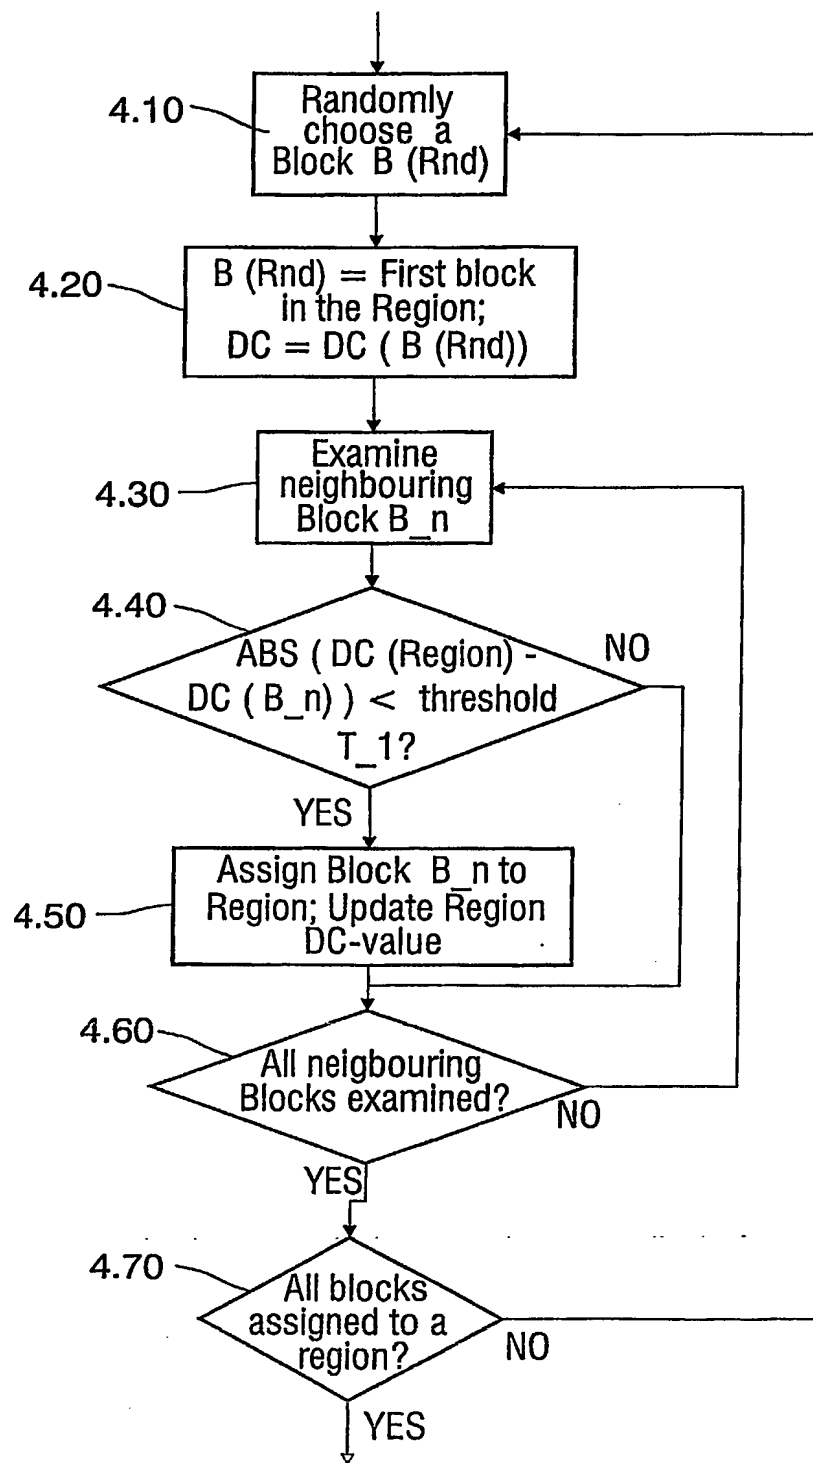 4.10
Randomly
choose a
Block B (Rnd)
4.20
B (Rnd) = First block
in the Region;
DC = DC ( B (Rnd))
4.30
Examine
neighbouring
Block B_n
4.40
ABS ( DC (Region) -
DC ( B_n) ) < threshold
T_1?
NO
YES
4.50
Assign Block B_n to
Region; Update Region
DC-value
4.60
All neigbouring
Blocks examined?
NO
YES
4.70
All blocks
assigned to a
region?
NO
YES